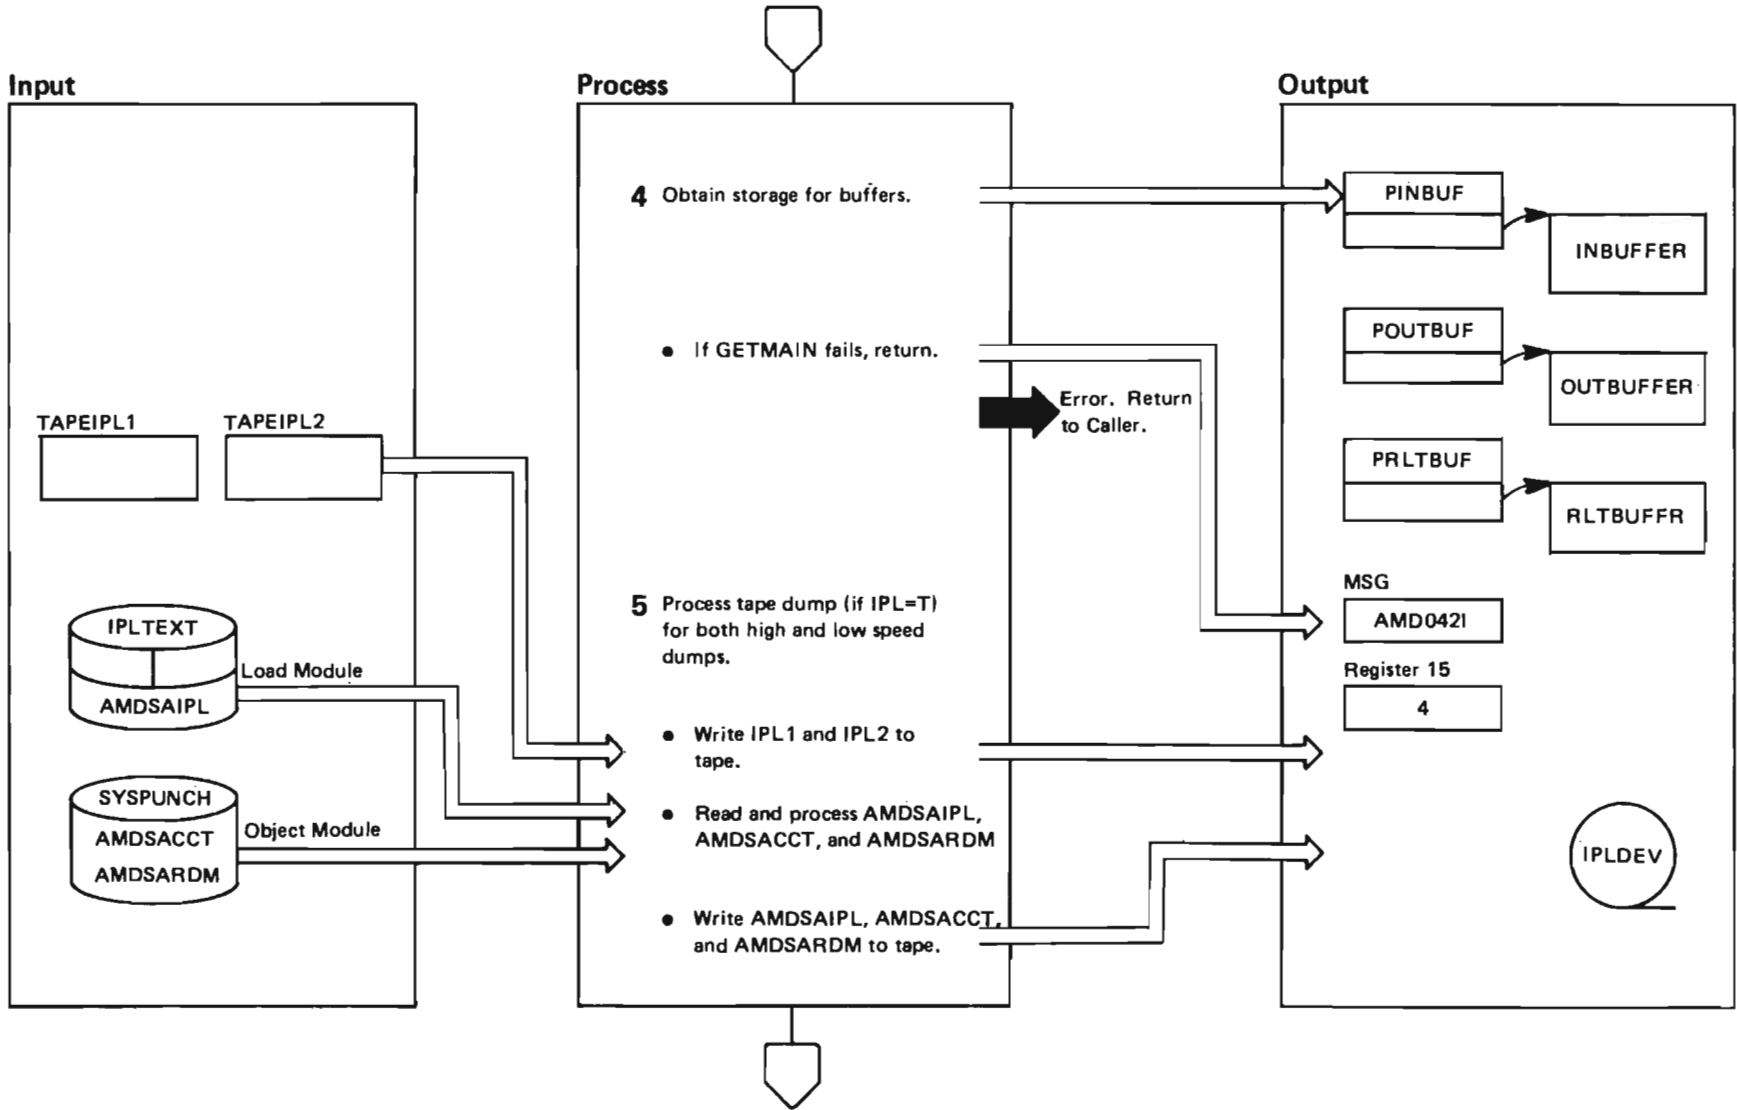 Input
TAPEIPL1
TAPEIPL2
IPLTEXT
AMDSAIPL
Load Module
SYSPUNCH
AMDSACCT
AMDSARDM
Object Module
Process
4 Obtain storage for buffers.
• If GETMAIN fails, return.
Error. Return
to Caller.
5 Process tape dump (if IPL=T)
for both high and low speed
dumps.
• Write IPL1 and IPL2 to
tape.
• Read and process AMDSAIPL,
AMDSACCT, and AMDSARDM
• Write AMDSAIPL, AMDSACCT,
and AMDSARDM to tape.
Output
PINBUF
INBUFFER
POUTBUF
OUTBUFFER
PRLTBUF
RLTBUFFR
MSG
AMD042I
Register 15
4
IPLDEV